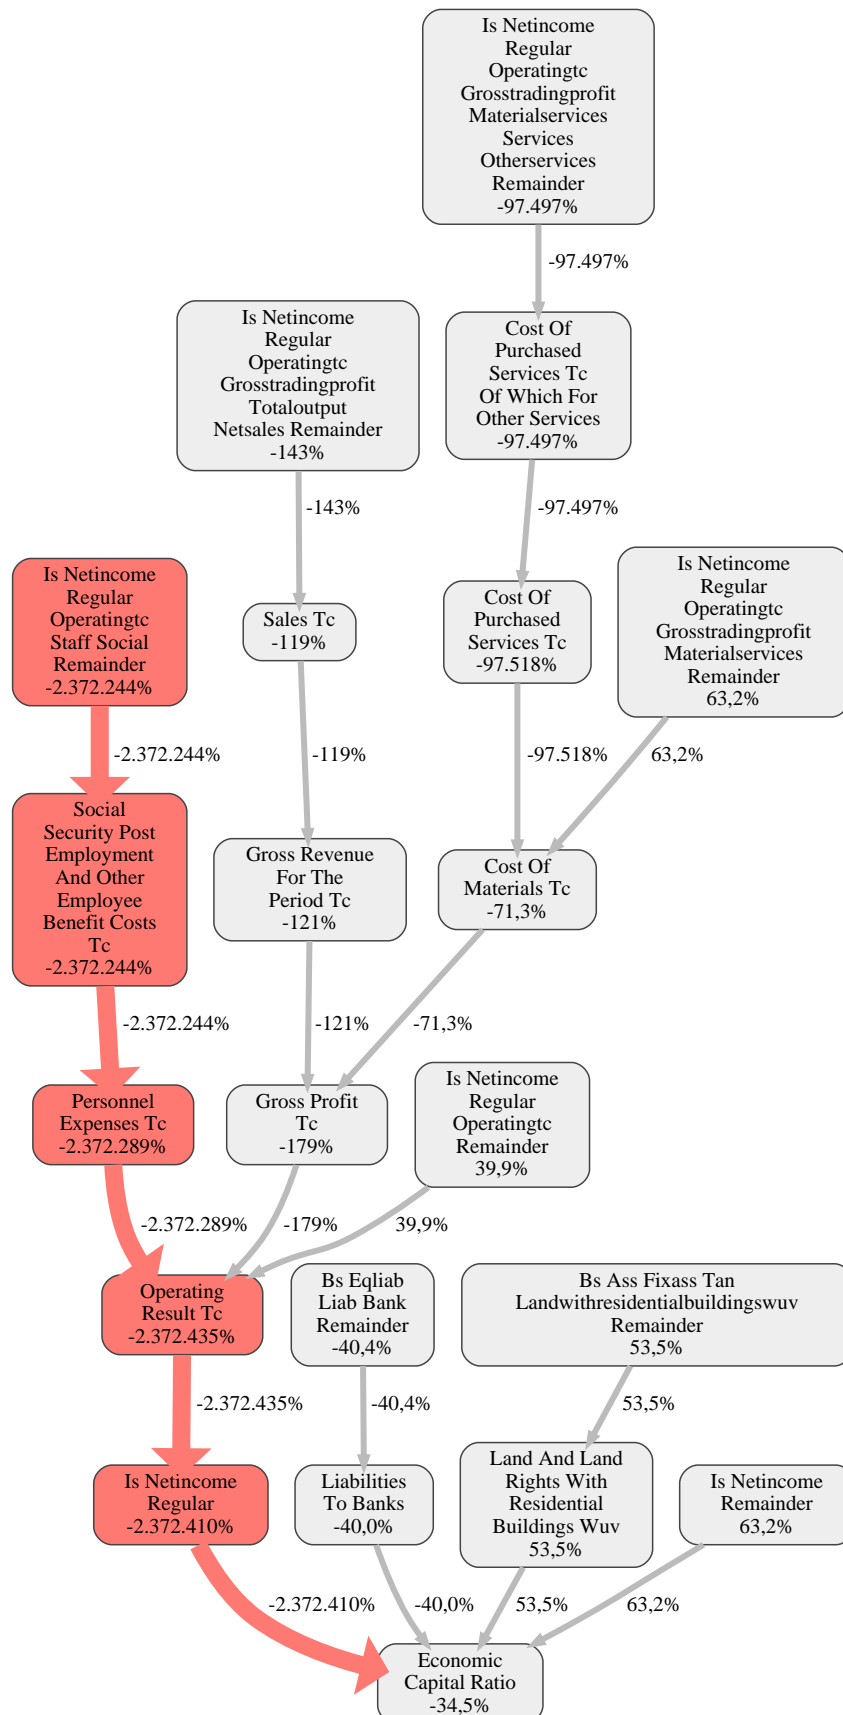 Is Netincome
Regular
Operatingtc
Grosstradingprofit
Materialservices
Services
Otherservices
Remainder
-97.497%
-97.497%
Is Netincome
Regular
Operatingtc
Grosstradingprofit
Totaloutput
Netsales Remainder
-143%
Cost Of
Purchased
Services Tc
Of Which For
Other Services
-97.497%
-143%
-97.497%
Is Netincome
Regular
Operatingtc
Staff Social
Remainder
-2.372.244%
Sales Tc
-119%
Cost Of
Purchased
Services Tc
-97.518%
Is Netincome
Regular
Operatingtc
Grosstradingprofit
Materialservices
Remainder
63,2%
-2.372.244%
-119%
-97.518%
63,2%
Social
Security Post
Employment
And Other
Employee
Benefit Costs
Tc
-2.372.244%
Gross Revenue
For The
Period Tc
-121%
Cost Of
Materials Tc
-71,3%
-2.372.244%
-121%
-71,3%
Personnel
Expenses Tc
-2.372.289%
Gross Profit
Tc
-179%
Is Netincome
Regular
Operatingtc
Remainder
39,9%
-2.372.289%
-179%
39,9%
Operating
Result Tc
-2.372.435%
Bs Eqliab
Liab Bank
Remainder
-40,4%
Bs Ass Fixass Tan
Landwithresidentialbuildingswuv
Remainder
53,5%
-2.372.435%
-40,4%
53,5%
Is Netincome
Regular
-2.372.410%
Liabilities
To Banks
-40,0%
Land And Land
Rights With
Residential
Buildings Wuv
53,5%
Is Netincome
Remainder
63,2%
-2.372.410%
-40,0%
53,5%
63,2%
Economic
Capital Ratio
-34,5%